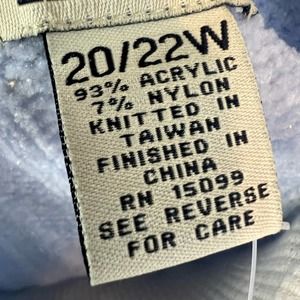 20/22W
93% ACRYLIC
7% NYLON
KNITTED IN
TAIWAN
FINISHED IN
CHINA
RN 15099
SEE REVERSE
FOR CARE